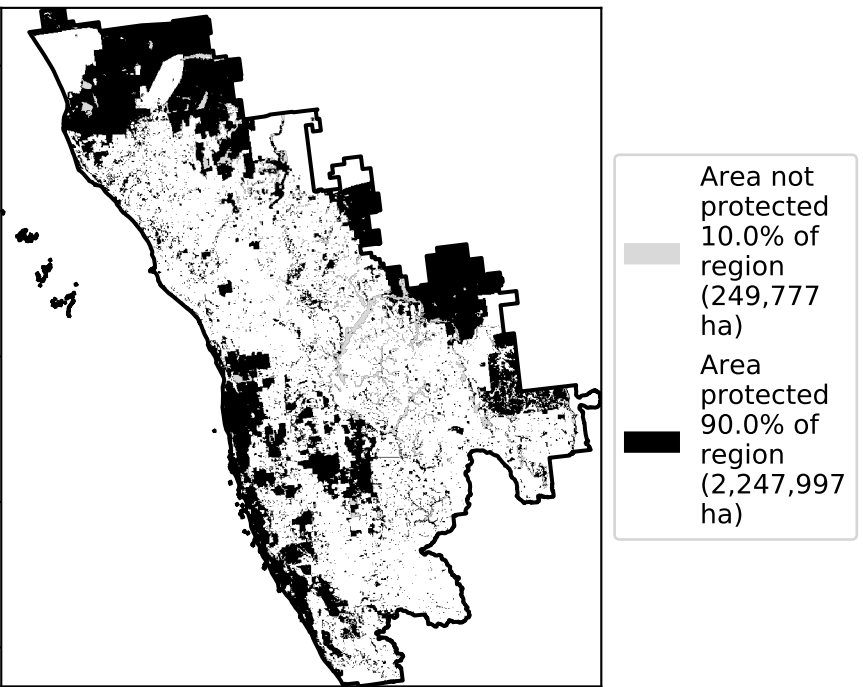 Area not
protected
10.0% of
region
(249,777
ha)
Area
protected
90.0% of
region
(2,247,997
ha)